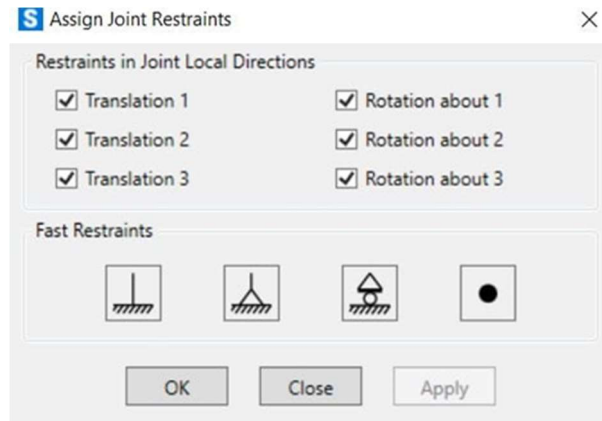 S Assign Joint Restraints
Restraints in Joint Local Directions
Translation 1 Rotation about 1
Translation 2 Rotation about 2
Translation 3 Rotation about 3
Fast Restraints
OK Close Apply